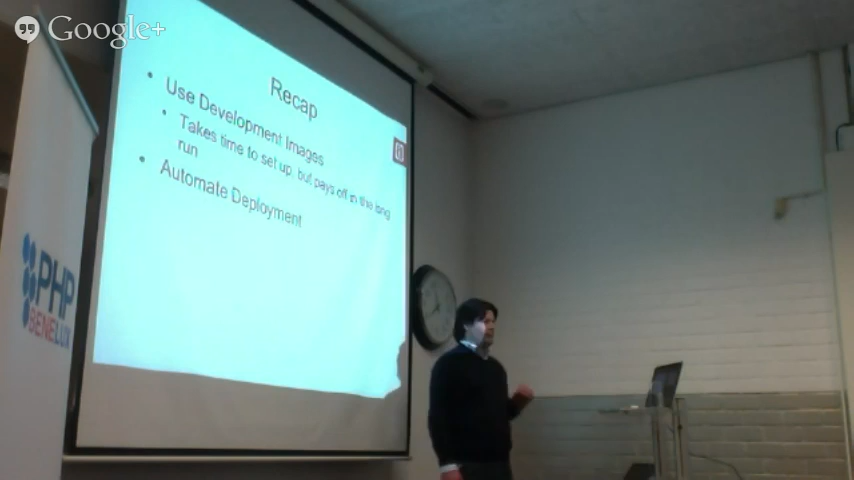 Google+
Recap
• Use Development Images
• Takes time to set up, but pays off in the long
run
• Automate Deployment
PHP
BENELUX